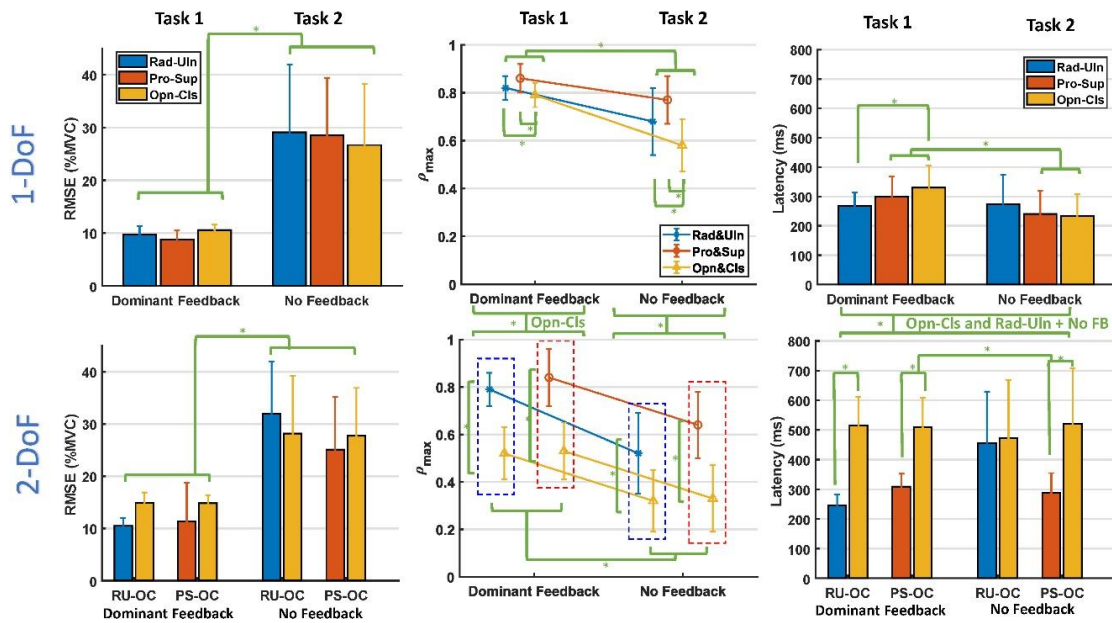 Task 1 Task 2
1-DoF
RMSE (%MVC)
40
30
20
10
0
Rad-Uln
Pro-Sup
Opn-Cls
*
Dominant Feedback No Feedback
Task 1 Task 2
ρmax
1
0.8
0.6
0.4
0.2
0
*
*
*
*
*
Rad&Uln
Pro&Sup
Opn&Cls
Dominant Feedback No Feedback
Task 1 Task 2
Latency (ms)
800
700
600
500
400
300
200
100
0
Rad-Uln
Pro-Sup
Opn-Cls
*
*
Dominant Feedback No Feedback
* Opn-Cls
*
* Opn-Cls and Rad-Uln + No FB
2-DoF
RMSE (%MVC)
40
30
20
10
0
*
RU-OC PS-OC RU-OC PS-OC
Dominant Feedback No Feedback
ρmax
1
0.8
0.6
0.4
0.2
0
*
*
*
*
*
Dominant Feedback No Feedback
Latency (ms)
800
700
600
500
400
300
200
100
0
*
*
*
*
RU-OC PS-OC RU-OC PS-OC
Dominant Feedback No Feedback